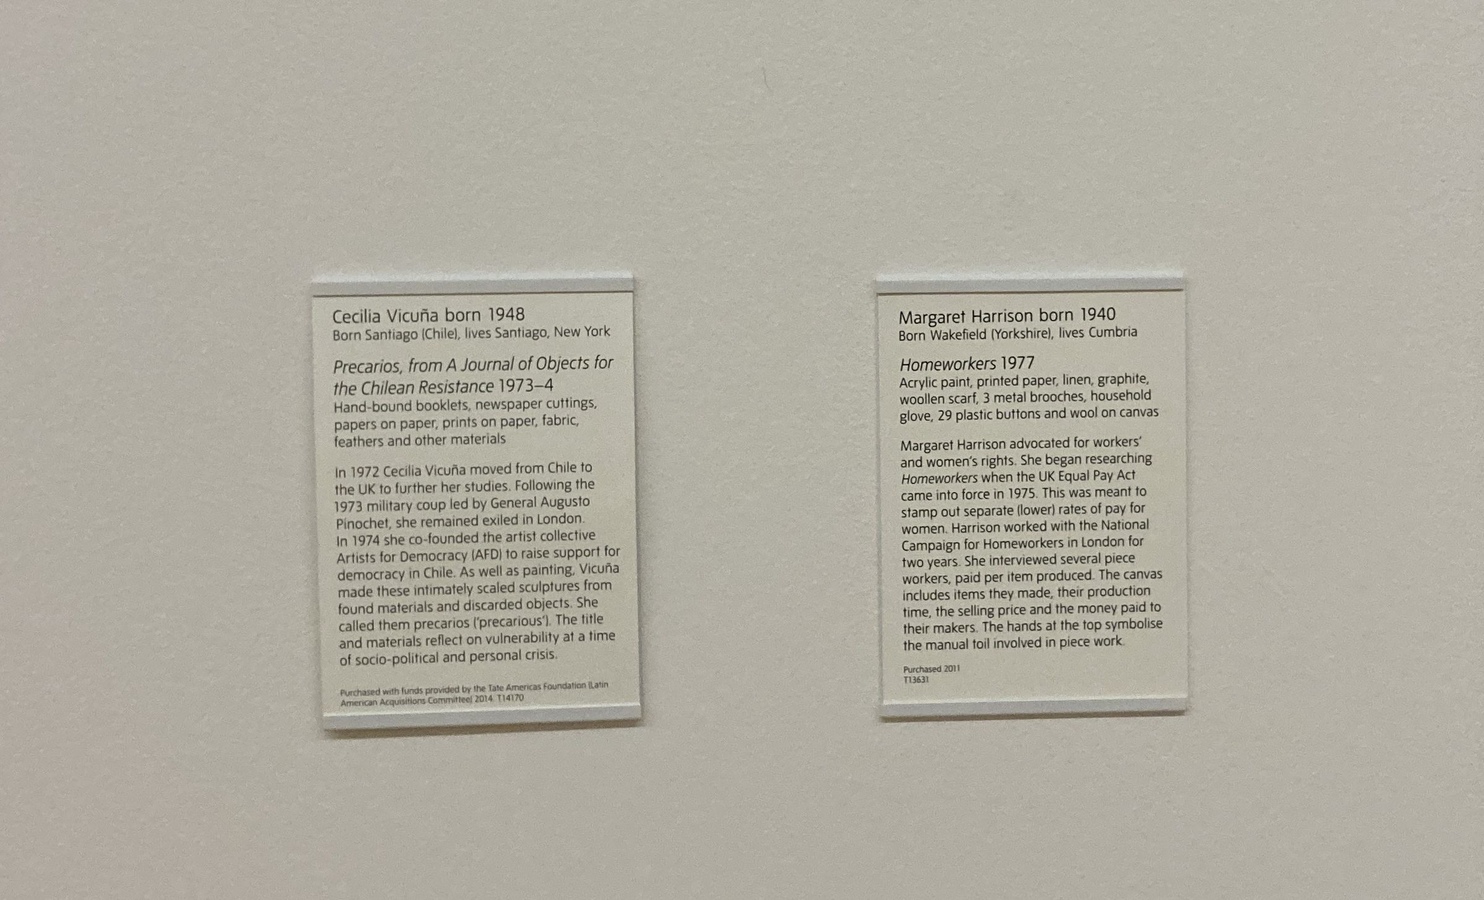 Cecilia Vicuña born 1948
Born Santiago (Chile), lives Santiago, New York
Precarios, from A Journal of Objects for
the Chilean Resistance 1973–4
Hand-bound booklets, newspaper cuttings,
papers on paper, prints on paper, fabric,
feathers and other materials
In 1972 Cecilia Vicuña moved from Chile to
the UK to further her studies. Following the
1973 military coup led by General Augusto
Pinochet, she remained exiled in London.
In 1974 she co-founded the artist collective
Artists for Democracy (AFD) to raise support for
democracy in Chile. As well as painting, Vicuña
made these intimately scaled sculptures from
found materials and discarded objects. She
called them precarios ('precarious'). The title
and materials reflect on vulnerability at a time
of socio-political and personal crisis.
Purchased with funds provided by the Tate Americas Foundation (Latin
American Acquisitions Committee) 2014. T14170
Margaret Harrison born 1940
Born Wakefield (Yorkshire), lives Cumbria
Homeworkers 1977
Acrylic paint, printed paper, linen, graphite,
woollen scarf, 3 metal brooches, household
glove, 29 plastic buttons and wool on canvas
Margaret Harrison advocated for workers'
and women's rights. She began researching
Homeworkers when the UK Equal Pay Act
came into force in 1975. This was meant to
stamp out separate (lower) rates of pay for
women. Harrison worked with the National
Campaign for Homeworkers in London for
two years. She interviewed several piece
workers, paid per item produced. The canvas
includes items they made, their production
time, the selling price and the money paid to
their makers. The hands at the top symbolise
the manual toil involved in piece work.
Purchased 2011
T13631